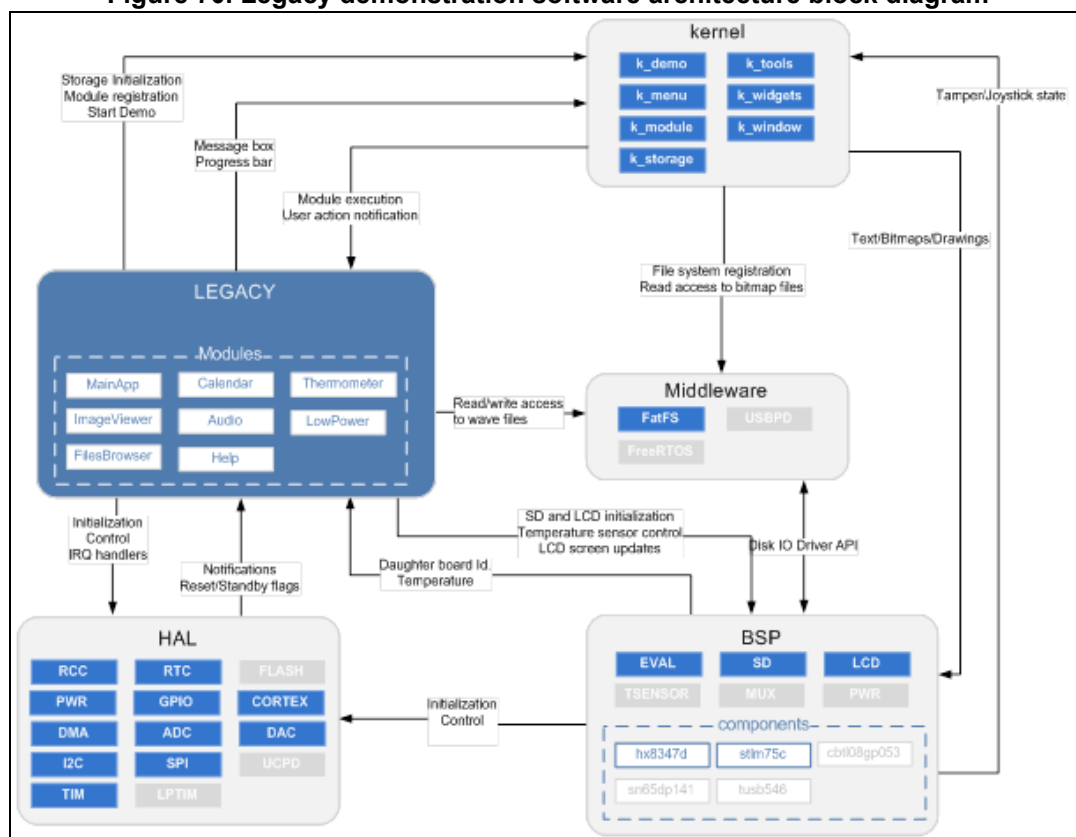 Figure 70. Legacy demonstration software architecture block diagram
kernel
k_demo
k_tools
k_menu
k_widgets
k_module
k_window
k_storage
Storage Initialization
Module registration
Start Demo
Message box
Progress bar
Module execution
User action notification
Tamper/Joystick state
Text/Bitmaps/Drawings
File system registration
Read access to bitmap files
LEGACY
Modules
MainApp
Calendar
Thermometer
ImageViewer
Audio
LowPower
FilesBrowser
Help
Read/write access
to wave files
Middleware
FatFS
USBPD
FreeRTOS
Initialization
Control
IRQ handlers
Notifications
Reset/Standby flags
SD and LCD initialization
Temperature sensor control
LCD screen updates
Daughter board Id.
Temperature
Disk IO Driver API
HAL
RCC
RTC
FLASH
PWR
GPIO
CORTEX
DMA
ADC
DAC
I2C
SPI
UCPD
TIM
LPTIM
Initialization
Control
BSP
EVAL
SD
LCD
TSENSOR
MUX
PWR
components
hx8347d
stlm75c
cbtl08gp053
sn65dp141
tusb546